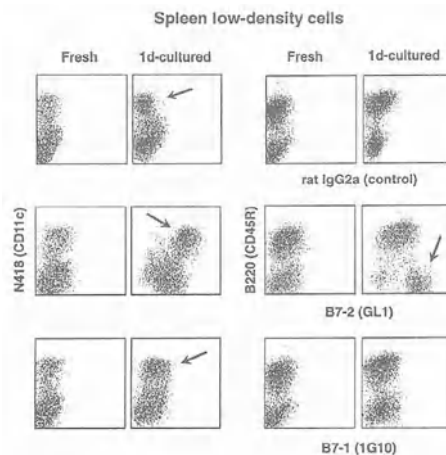 Spleen low-density cells
Fresh 1d-cultured Fresh 1d-cultured
rat IgG2a (control)
N418 (CD11c)
B220 (CD45R)
B7-2 (GL1)
B7-1 (1G10)